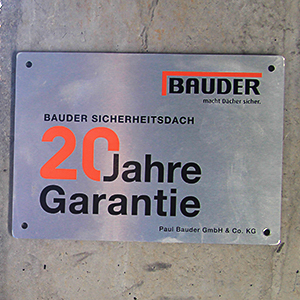 BAUDER
macht Dächer sicher.
BAUDER SICHERHEITSDACH
20 Jahre
Garantie
Paul Bauder GmbH & Co. KG